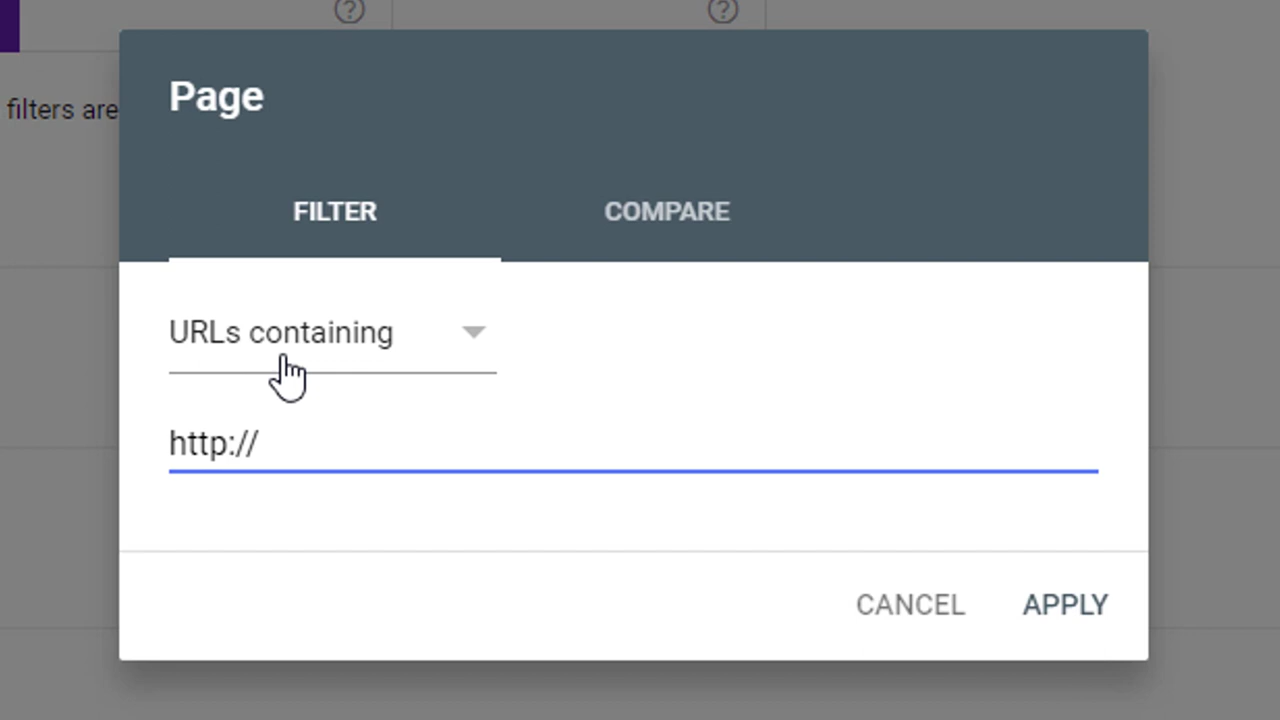 filters are
Page
FILTER
COMPARE
URLs containing
http://
CANCEL
APPLY